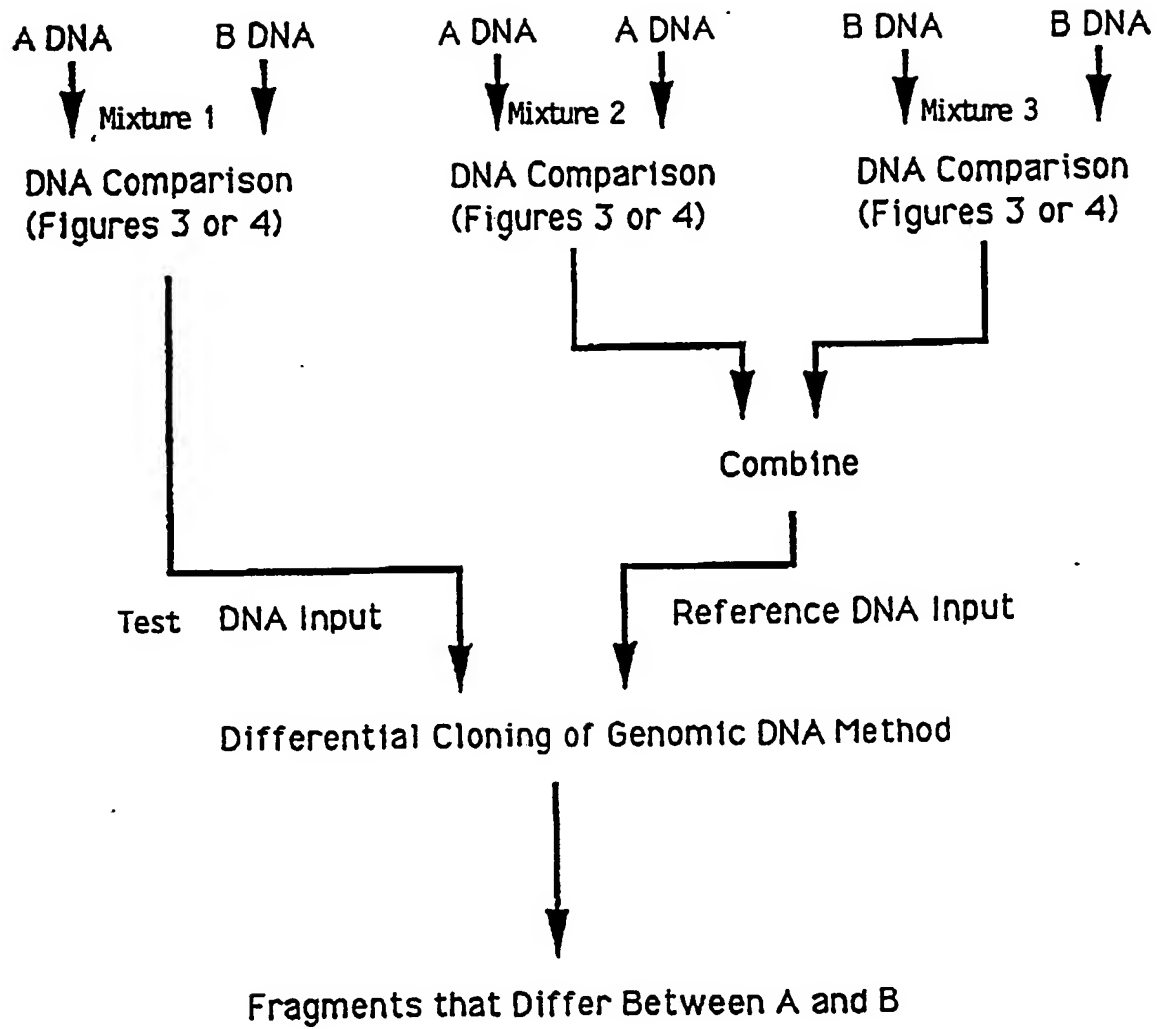 A DNA B DNA A DNA A DNA B DNA B DNA
Mixture 1 Mixture 2 Mixture 3
DNA Comparison DNA Comparison DNA Comparison
(Figures 3 or 4) (Figures 3 or 4) (Figures 3 or 4)
Combine
Test DNA Input Reference DNA Input
Differential Cloning of Genomic DNA Method
Fragments that Differ Between A and B